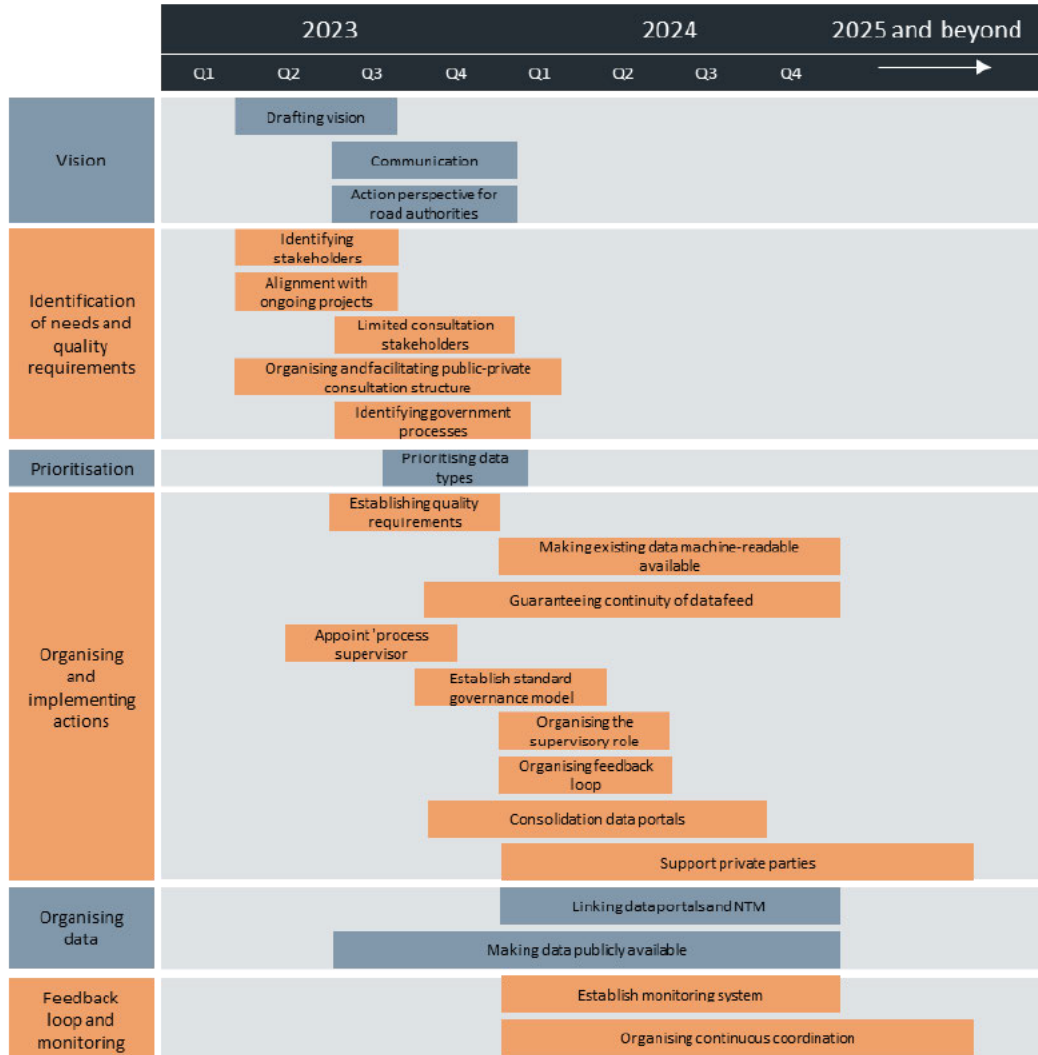 2023
2024
2025 and beyond
Q1
Q2
Q3
Q4
Q1
Q2
Q3
Q4
Vision
Drafting vision
Communication
Action perspective for
road authorities
Identification
of needs and
quality
requirements
Identifying
stakeholders
Alignment with
ongoing projects
Limited consultation
stakeholders
Organising and facilitating public-private
consultation structure
Identifying government
processes
Prioritisation
Prioritising data
types
Organising
and
implementing
actions
Establishing quality
requirements
Making existing data machine-readable
available
Guaranteeing continuity of datafeed
Appoint 'process
supervisor
Establish standard
governance model
Organising the
supervisory role
Organising feedback
loop
Consolidation data portals
Support private parties
Organising
data
Linking dataportals and NTM
Making data publicly available
Feedback
loop and
monitoring
Establish monitoring system
Organising continuous coordination